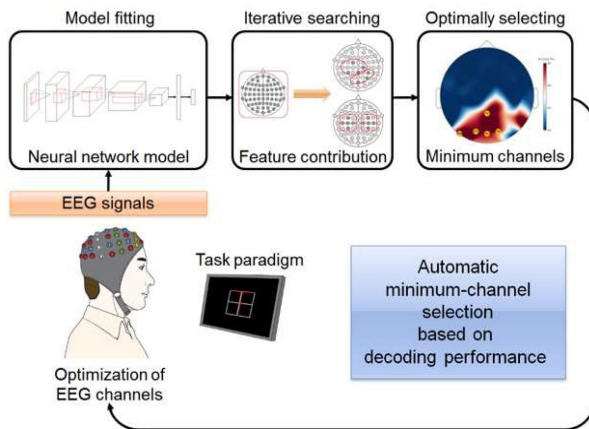 Model fitting
Iterative searching
Optimally selecting
Neural network model
Feature contribution
Minimum channels
EEG signals
Task paradigm
Automatic
minimum-channel
selection
based on
decoding performance
Optimization of
EEG channels